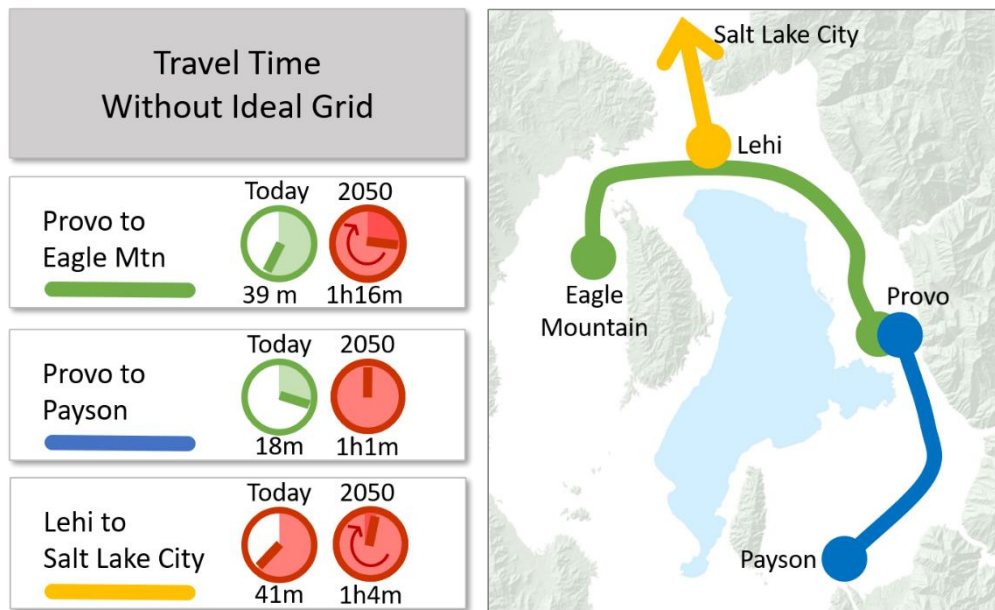 Travel Time
Without Ideal Grid
Provo to
Eagle Mtn
Today
2050
39 m
1h16m
Provo to
Payson
Today
2050
18m
1h1m
Lehi to
Salt Lake City
Today
2050
41m
1h4m
Salt Lake City
Lehi
Eagle
Mountain
Provo
Payson